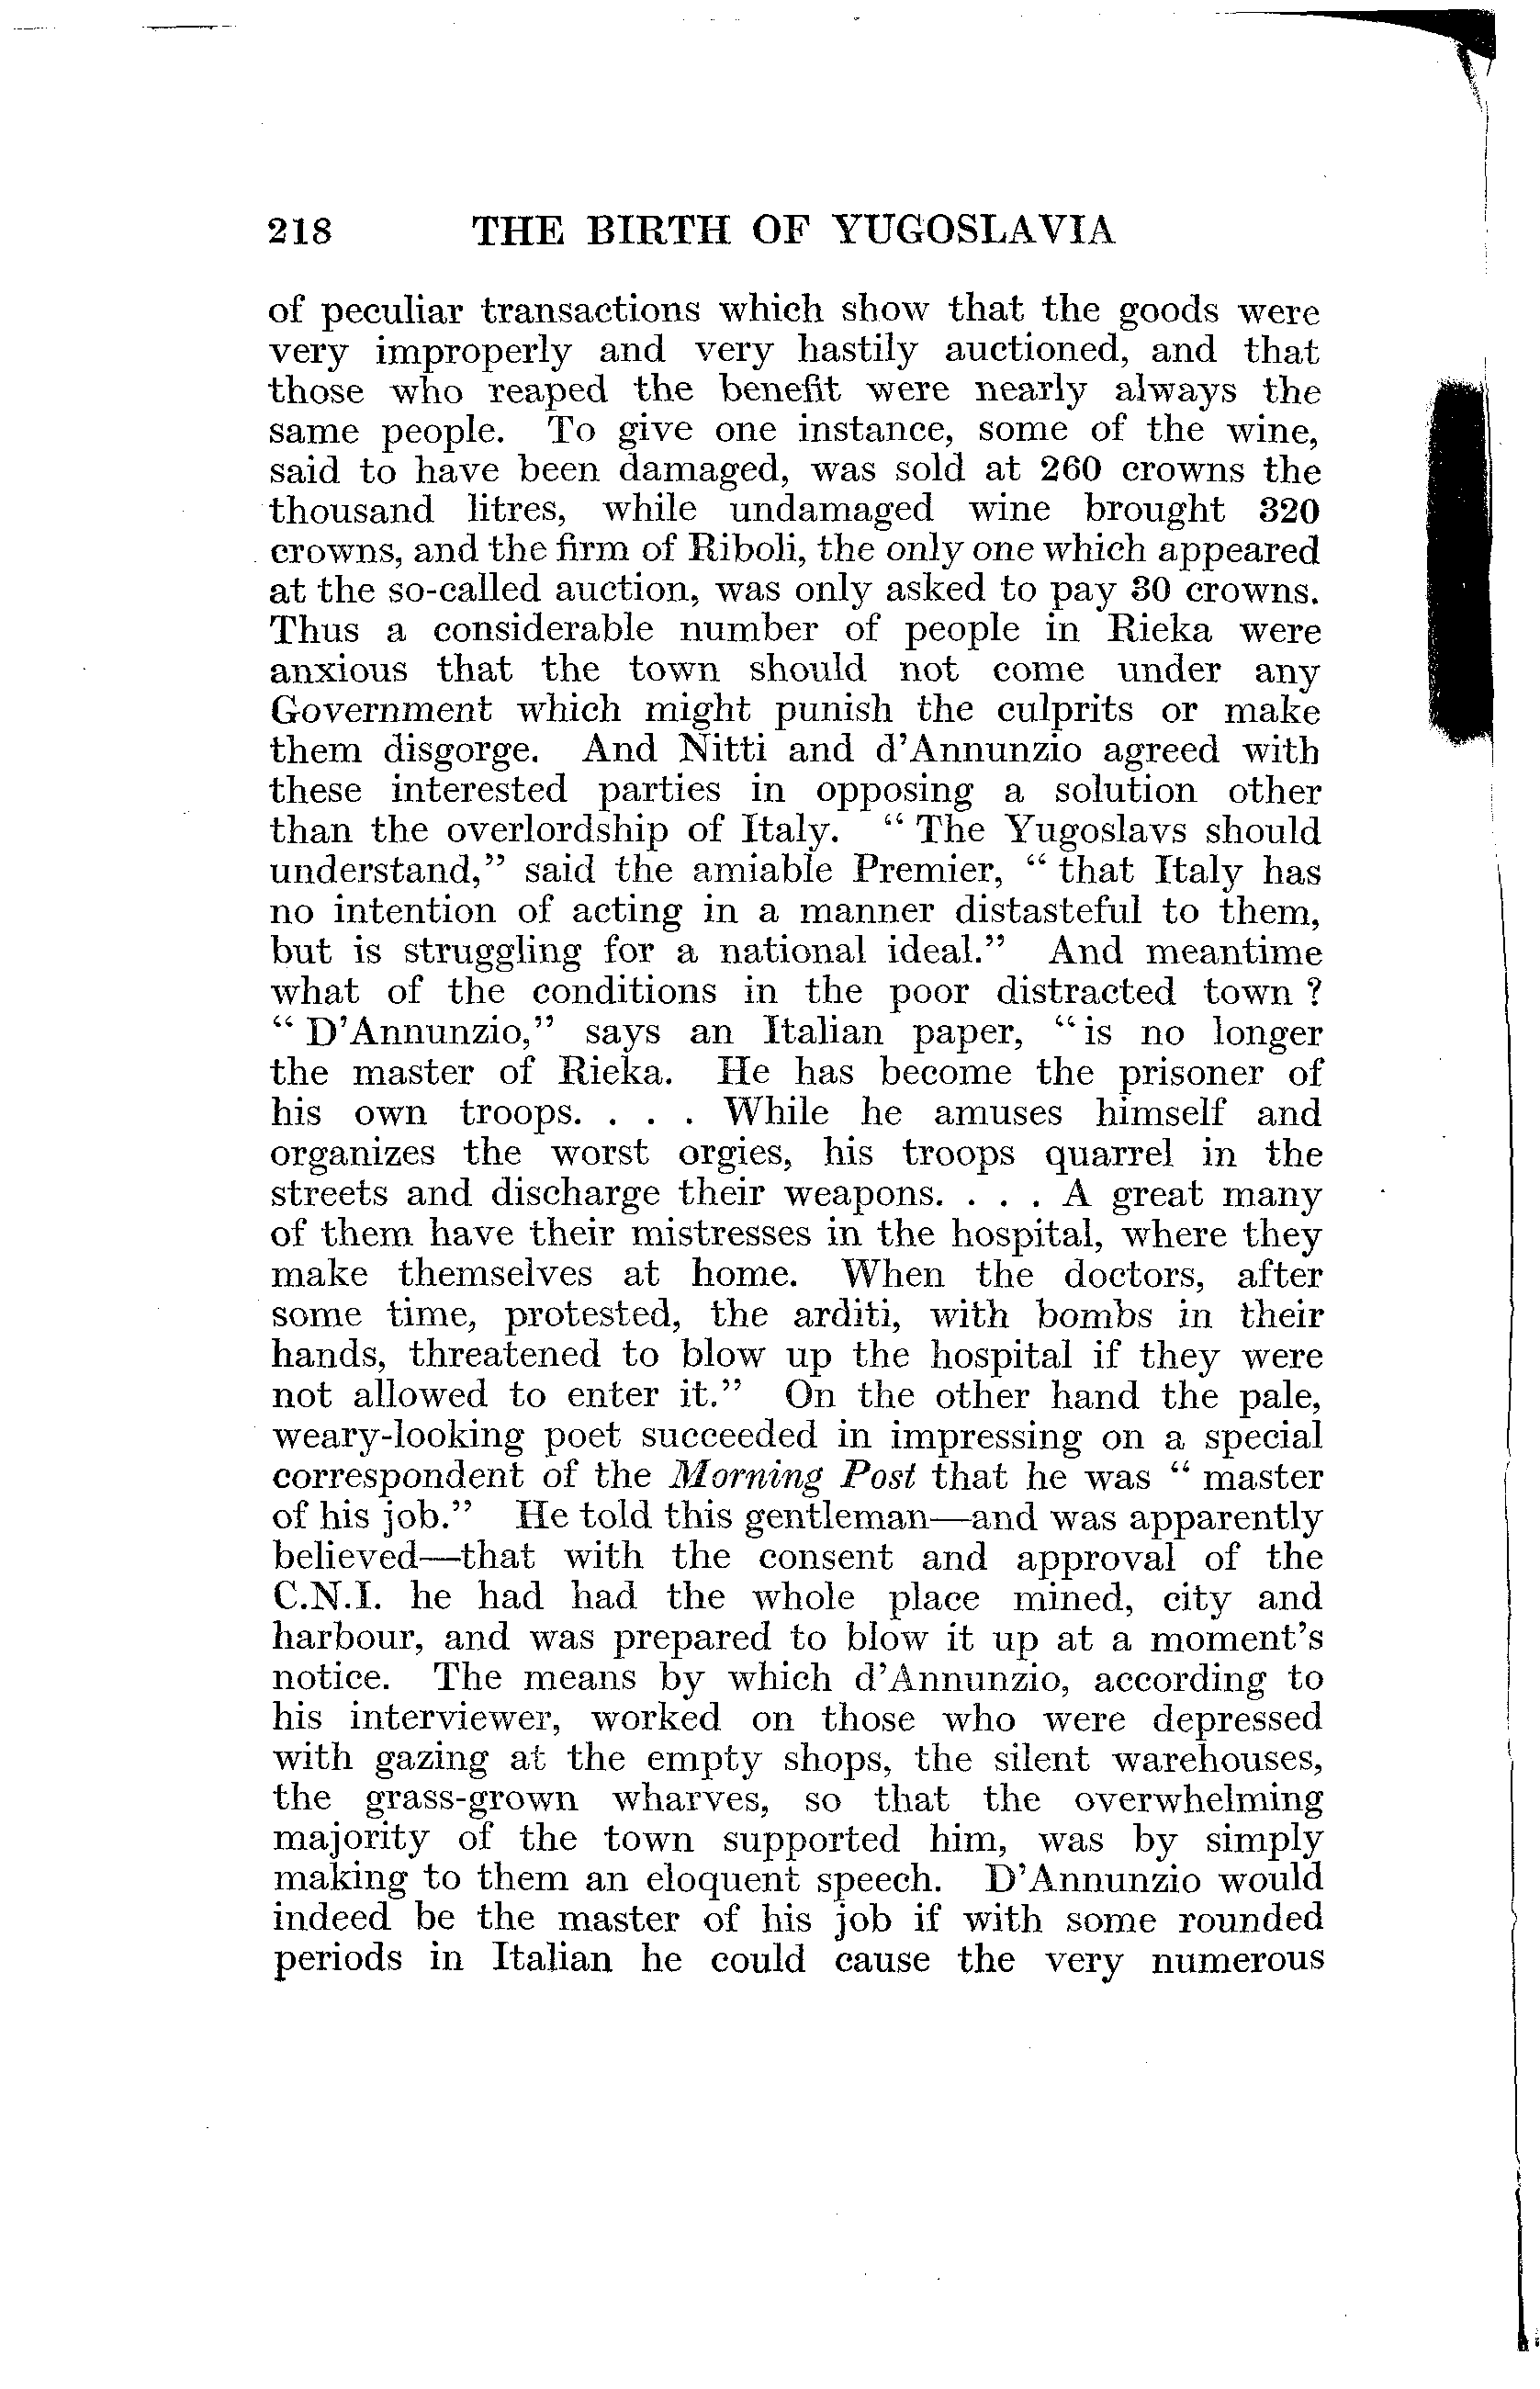 218 THE BIRTH OF YUGOSLAVIA
of peculiar transactions which show that the goods were
very improperly and very hastily auctioned, and that
those who reaped the benefit were nearly always the
same people. To give one instance, some of the wine,
said to have been damaged, was sold at 260 crowns the
thousand litres, while undamaged wine brought 320
crowns, and the firm of Riboli, the only one which appeared
at the so-called auction, was only asked to pay 30 crowns.
Thus a considerable number of people in Rieka were
anxious that the town should not come under any
Government which might punish the culprits or make
them disgorge. And Nitti and d'Annunzio agreed with
these interested parties in opposing a solution other
than the overlordship of Italy. “ The Yugoslavs should
understand,” said the amiable Premier, “ that Italy has
no intention of acting in a manner distasteful to them,
but is struggling for a national ideal.” And meantime
what of the conditions in the poor distracted town ?
“ D'Annunzio,” says an Italian paper, “ is no longer
the master of Rieka. He has become the prisoner of
his own troops. . . . While he amuses himself and
organizes the worst orgies, his troops quarrel in the
streets and discharge their weapons. . . . A great many
of them have their mistresses in the hospital, where they
make themselves at home. When the doctors, after
some time, protested, the arditi, with bombs in their
hands, threatened to blow up the hospital if they were
not allowed to enter it.” On the other hand the pale,
weary-looking poet succeeded in impressing on a special
correspondent of the Morning Post that he was “ master
of his job.” He told this gentleman—and was apparently
believed—that with the consent and approval of the
C.N.I. he had had the whole place mined, city and
harbour, and was prepared to blow it up at a moment's
notice. The means by which d'Annunzio, according to
his interviewer, worked on those who were depressed
with gazing at the empty shops, the silent warehouses,
the grass-grown wharves, so that the overwhelming
majority of the town supported him, was by simply
making to them an eloquent speech. D'Annunzio would
indeed be the master of his job if with some rounded
periods in Italian he could cause the very numerous